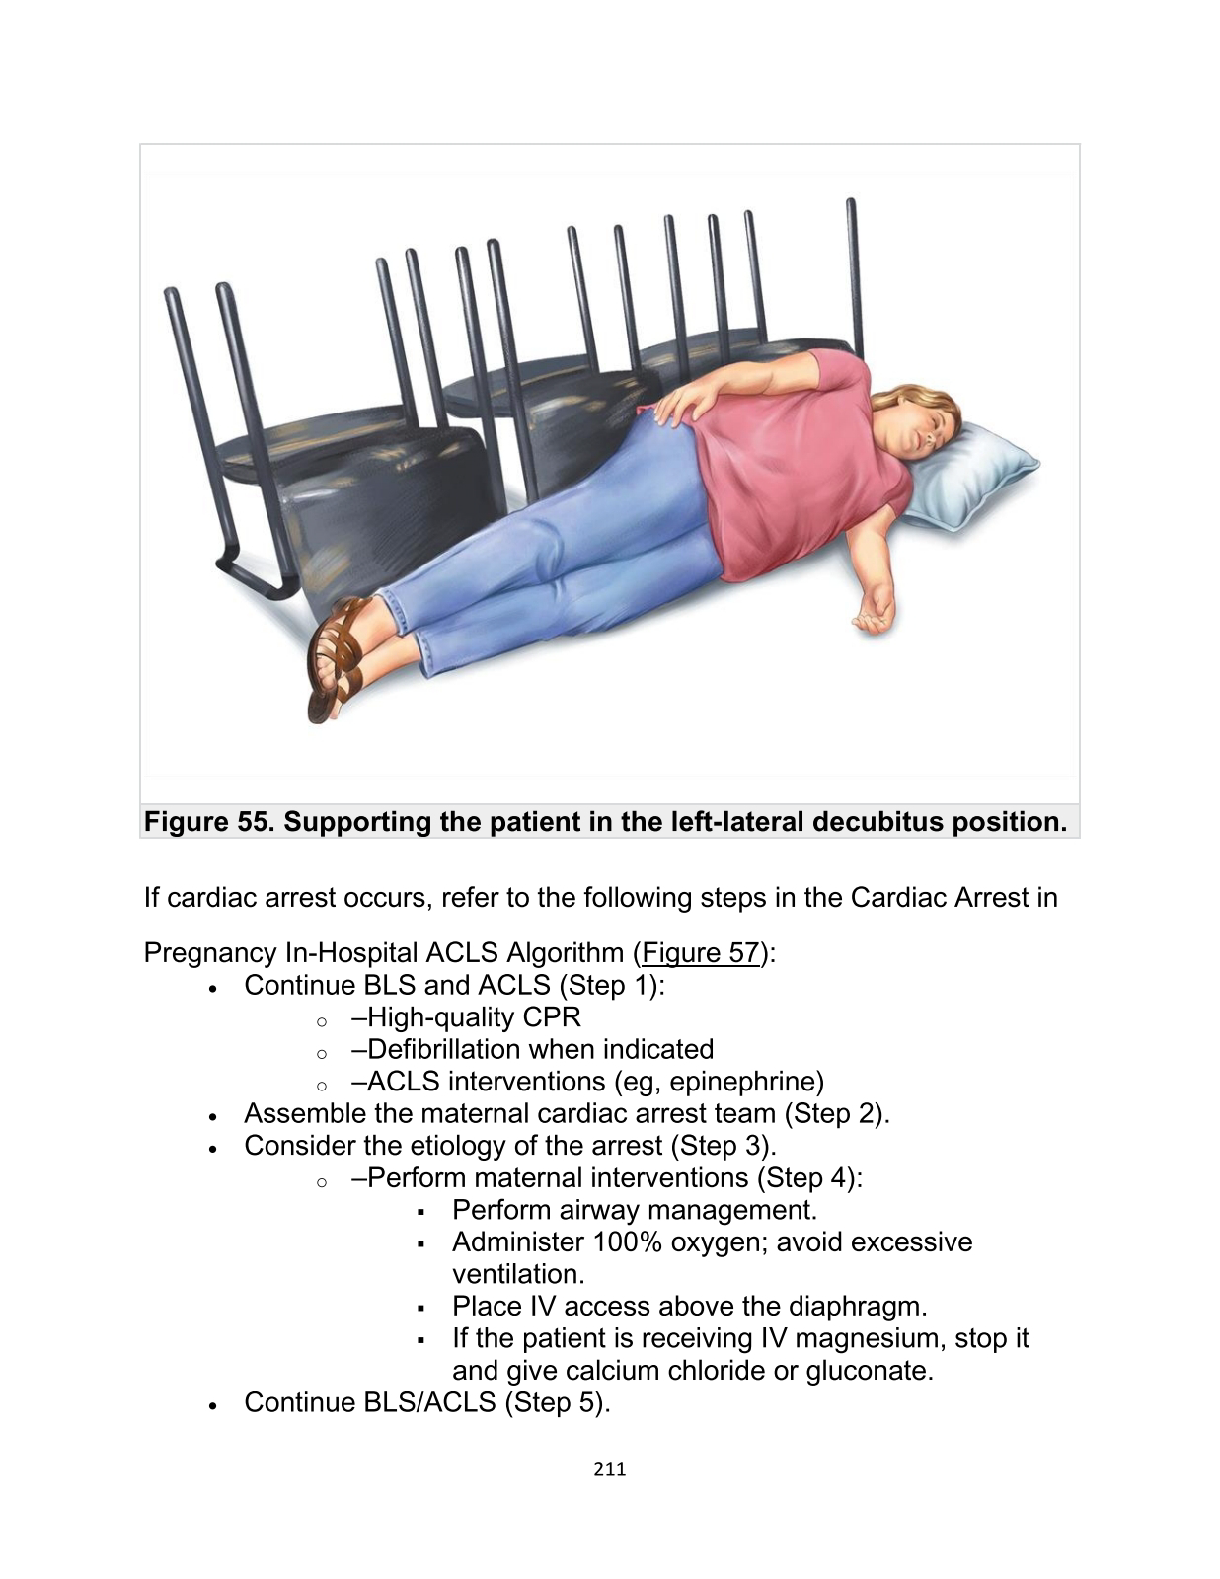 Figure 55. Supporting the patient in the left-lateral decubitus position.
If cardiac arrest occurs, refer to the following steps in the Cardiac Arrest in
Pregnancy In-Hospital ACLS Algorithm (Figure 57):
• Continue BLS and ACLS (Step 1):
o –High-quality CPR
o –Defibrillation when indicated
o –ACLS interventions (eg, epinephrine)
• Assemble the maternal cardiac arrest team (Step 2).
• Consider the etiology of the arrest (Step 3).
o –Perform maternal interventions (Step 4):
▪ Perform airway management.
▪ Administer 100% oxygen; avoid excessive
ventilation.
▪ Place IV access above the diaphragm.
▪ If the patient is receiving IV magnesium, stop it
and give calcium chloride or gluconate.
• Continue BLS/ACLS (Step 5).
211